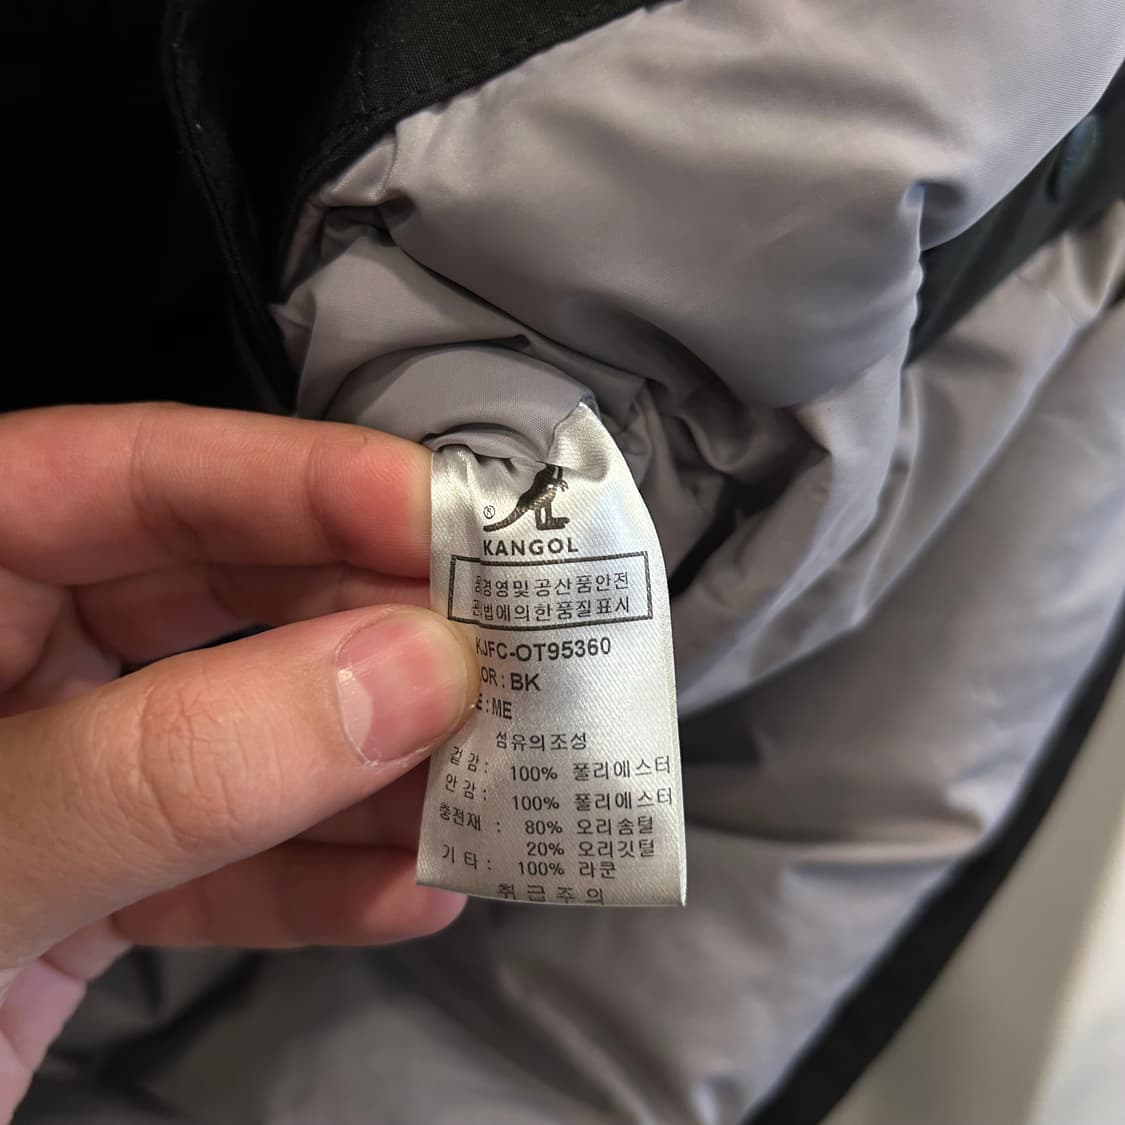 ®
KANGOL
경영및공산품안전
법에의한품질표시
KJFC-OT95360
OR : BK
E : ME
섬유의조성
겉감 : 100% 폴리에스터
안감 : 100% 폴리에스터
충전재 : 80% 오리솜털
20% 오리깃털
기타 : 100% 라쿤
취급주의